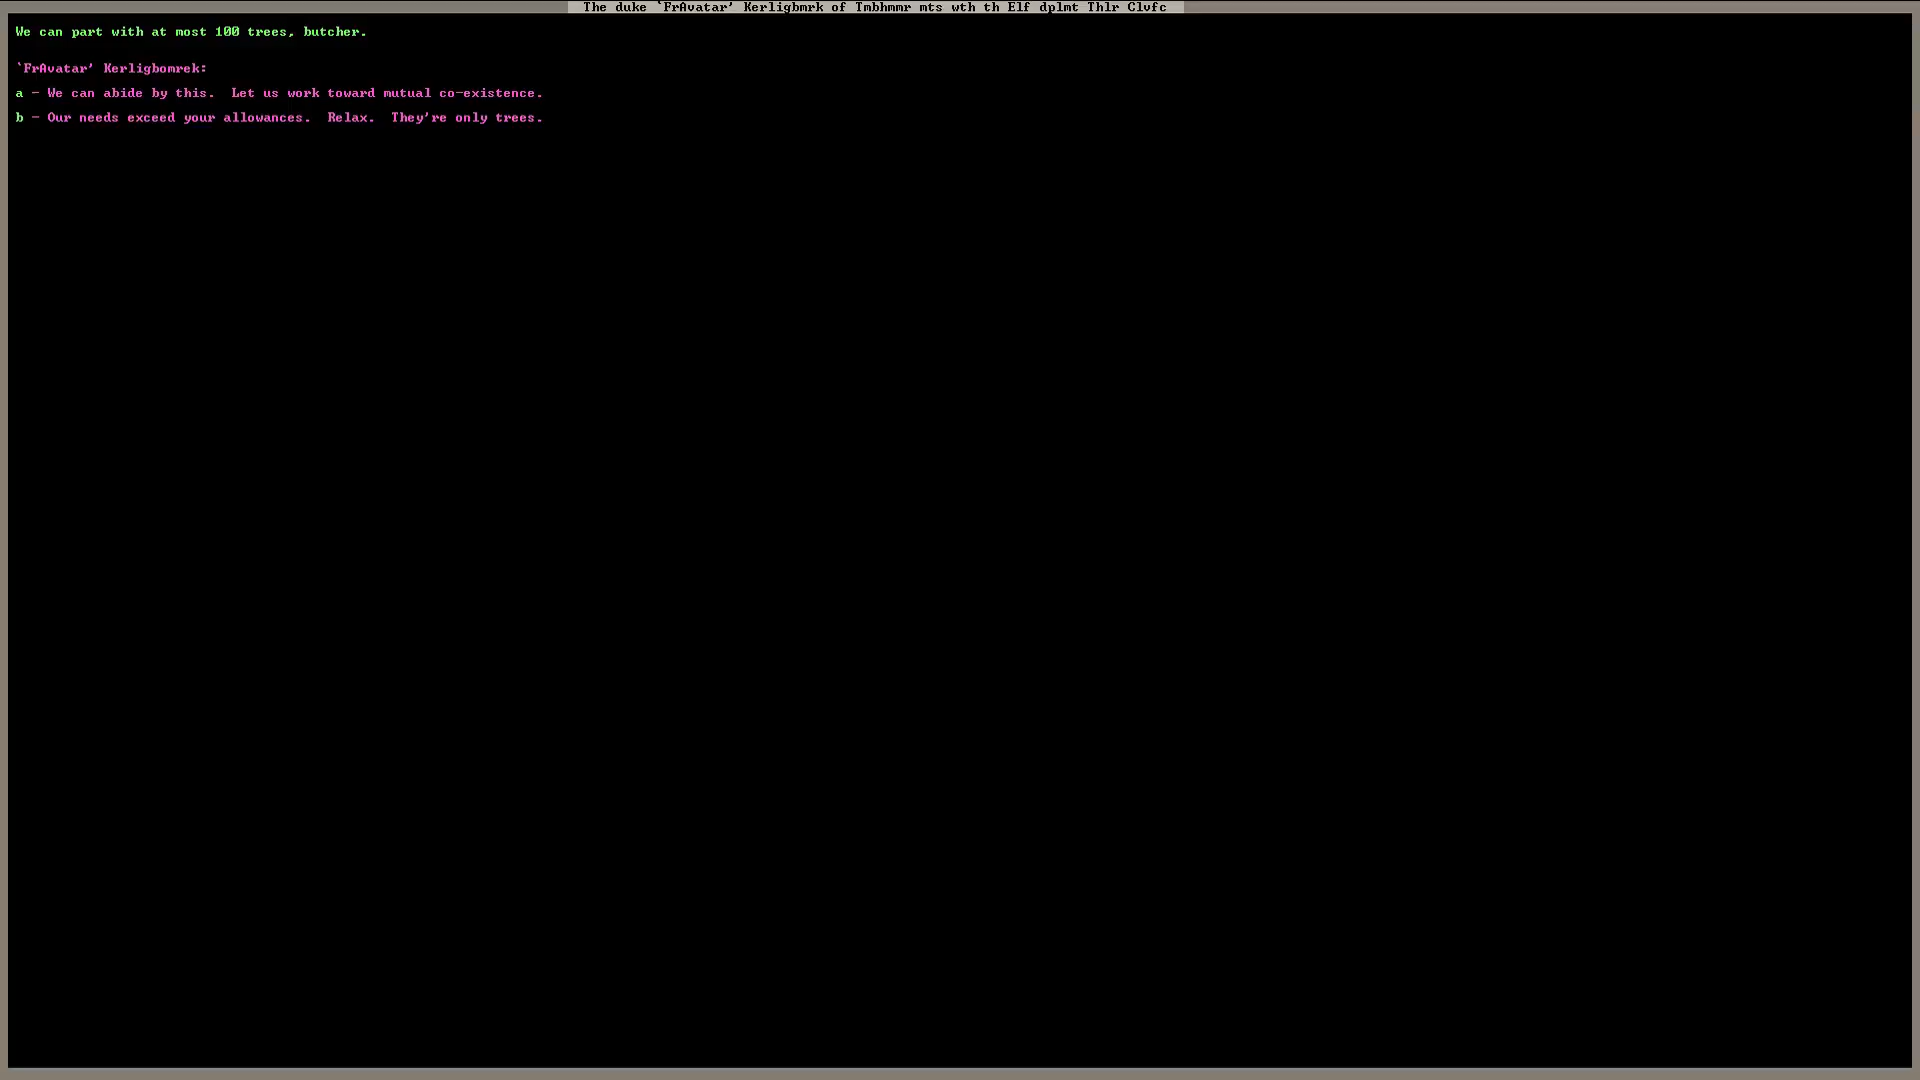 The duke `FrAvatar' Kerligbmrk of Tmbhmmr mts wth th Elf dplmt Thlr Clvfc
We can part with at most 100 trees, butcher.
`FrAvatar' Kerligbomrek:
a - We can abide by this.  Let us work toward mutual co-existence.
b - Our needs exceed your allowances.  Relax.  They're only trees.